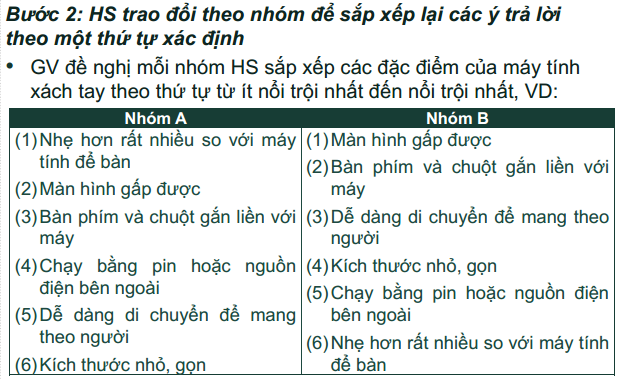 Bước 2: HS trao đổi theo nhóm để sắp xếp lại các ý trả lời
theo một thứ tự xác định
• GV đề nghị mỗi nhóm HS sắp xếp các đặc điểm của máy tính
xách tay theo thứ tự từ ít nổi trội nhất đến nổi trội nhất, VD:
Nhóm A
(1) Nhẹ hơn rất nhiều so với máy
tính để bàn
(2) Màn hình gấp được
(3) Bàn phím và chuột gắn liền với
máy
(4) Chạy bằng pin hoặc nguồn
điện bên ngoài
(5) Dễ dàng di chuyển để mang
theo người
(6) Kích thước nhỏ, gọn
Nhóm B
(1) Màn hình gấp được
(2) Bàn phím và chuột gắn liền với
máy
(3) Dễ dàng di chuyển để mang theo
người
(4) Kích thước nhỏ, gọn
(5) Chạy bằng pin hoặc nguồn điện
bên ngoài
(6) Nhẹ hơn rất nhiều so với máy tính
để bàn